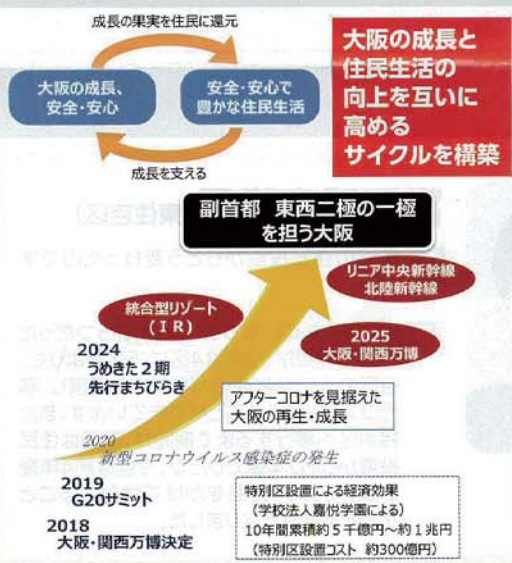 成長の果実を住民に還元
大阪の成長、
安全・安心
安全・安心で
豊かな住民生活
成長を支える
大阪の成長と
住民生活の
向上を互いに
高める
サイクルを構築
副首都 東西二極の一極
を担う大阪
リニア中央新幹線
北陸新幹線
統合型リゾート
(IR)
2025
大阪・関西万博
2024
うめきた2期
先行まちびらき
アフターコロナを見据えた
大阪の再生・成長
2020
新型コロナウイルス感染症の発生
2019
G20サミット
2018
大阪・関西万博決定
特別区設置による経済効果
(学校法人嘉悦学園による)
10年間累積約5千億円~約1兆円
(特別区設置コスト 約300億円)